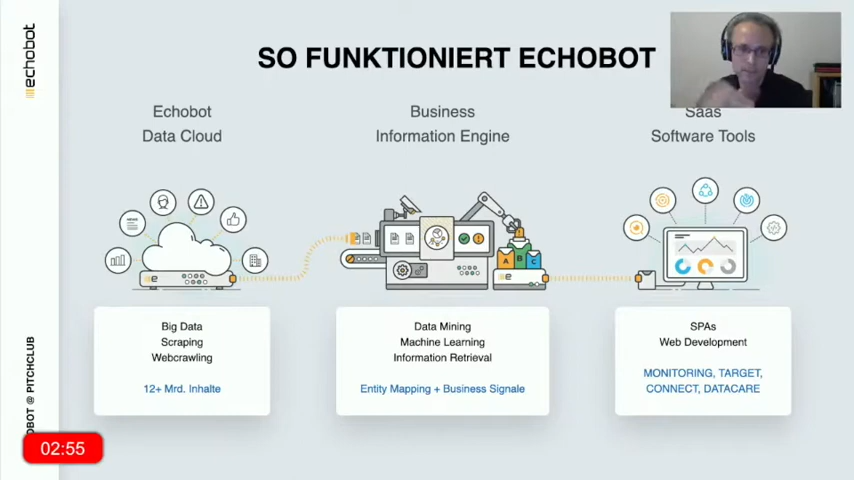 echobot
SO FUNKTIONIERT ECHOBOT
Echobot
Data Cloud
Business
Information Engine
Saas
Software Tools
NEWS
A
B
C
e
e
Big Data
Scraping
Webcrawling
12+ Mrd. Inhalte
Data Mining
Machine Learning
Information Retrieval
Entity Mapping + Business Signale
SPAs
Web Development
MONITORING, TARGET,
CONNECT, DATACARE
OBOT @ PITCHCLUB
02:55